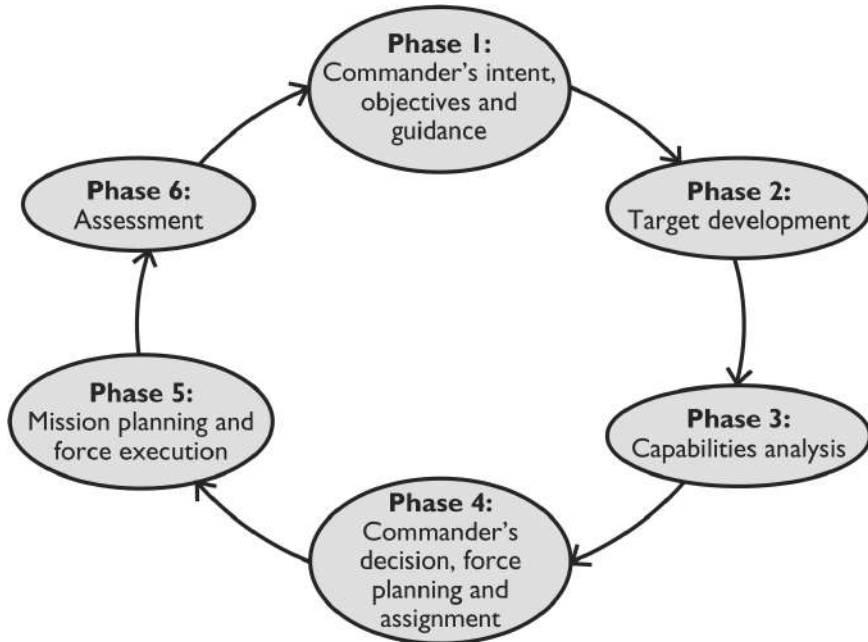 Phase 1:
Commander's intent,
objectives and
guidance
Phase 2:
Target development
Phase 3:
Capabilities analysis
Phase 4:
Commander's
decision, force
planning and
assignment
Phase 5:
Mission planning and
force execution
Phase 6:
Assessment